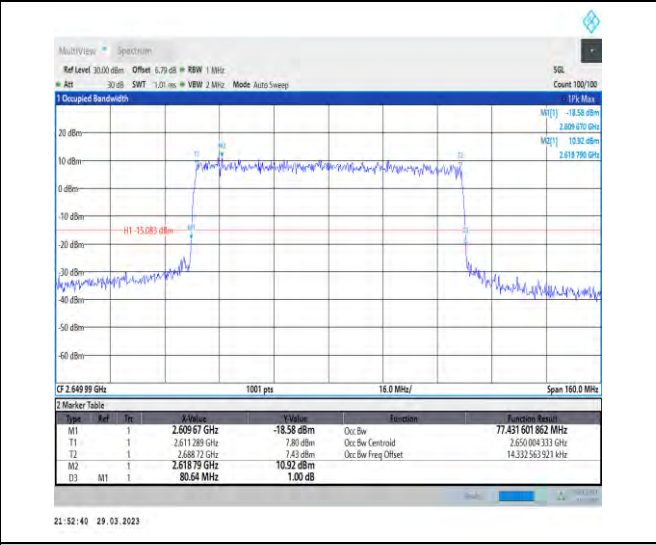 MultiView Spectrum
Ref Level 30.00 dBm Offset 6.79 dB RBW 1 MHz SGL
Att 30 dB SWT 1.01 ms VBW 2 MHz Mode Auto Sweep Count 100/100
1 Occupied Bandwidth 1Pk Max
M1[1] -18.58 dBm
2.609 670 GHz
M2[1] 10.92 dBm
2.618 790 GHz
20 dBm
M2
T1
T2
10 dBm
0 dBm
-10 dBm
H1 -15.083 dBm
M1
D3
-20 dBm
-30 dBm
-40 dBm
-50 dBm
-60 dBm
CF 2.649 99 GHz 1001 pts 16.0 MHz/ Span 160.0 MHz
2 Marker Table
Type Ref Trc X-Value Y-Value Function Function Result
M1 1 2.609 67 GHz -18.58 dBm Occ Bw 77.431 601 862 MHz
T1 1 2.611 289 GHz 7.80 dBm Occ Bw Centroid 2.650 004 333 GHz
T2 1 2.688 72 GHz 7.43 dBm Occ Bw Freq Offset 14.332 563 921 kHz
M2 1 2.618 79 GHz 10.92 dBm
D3 M1 1 80.64 MHz 1.00 dB
21:52:40 29.03.2023